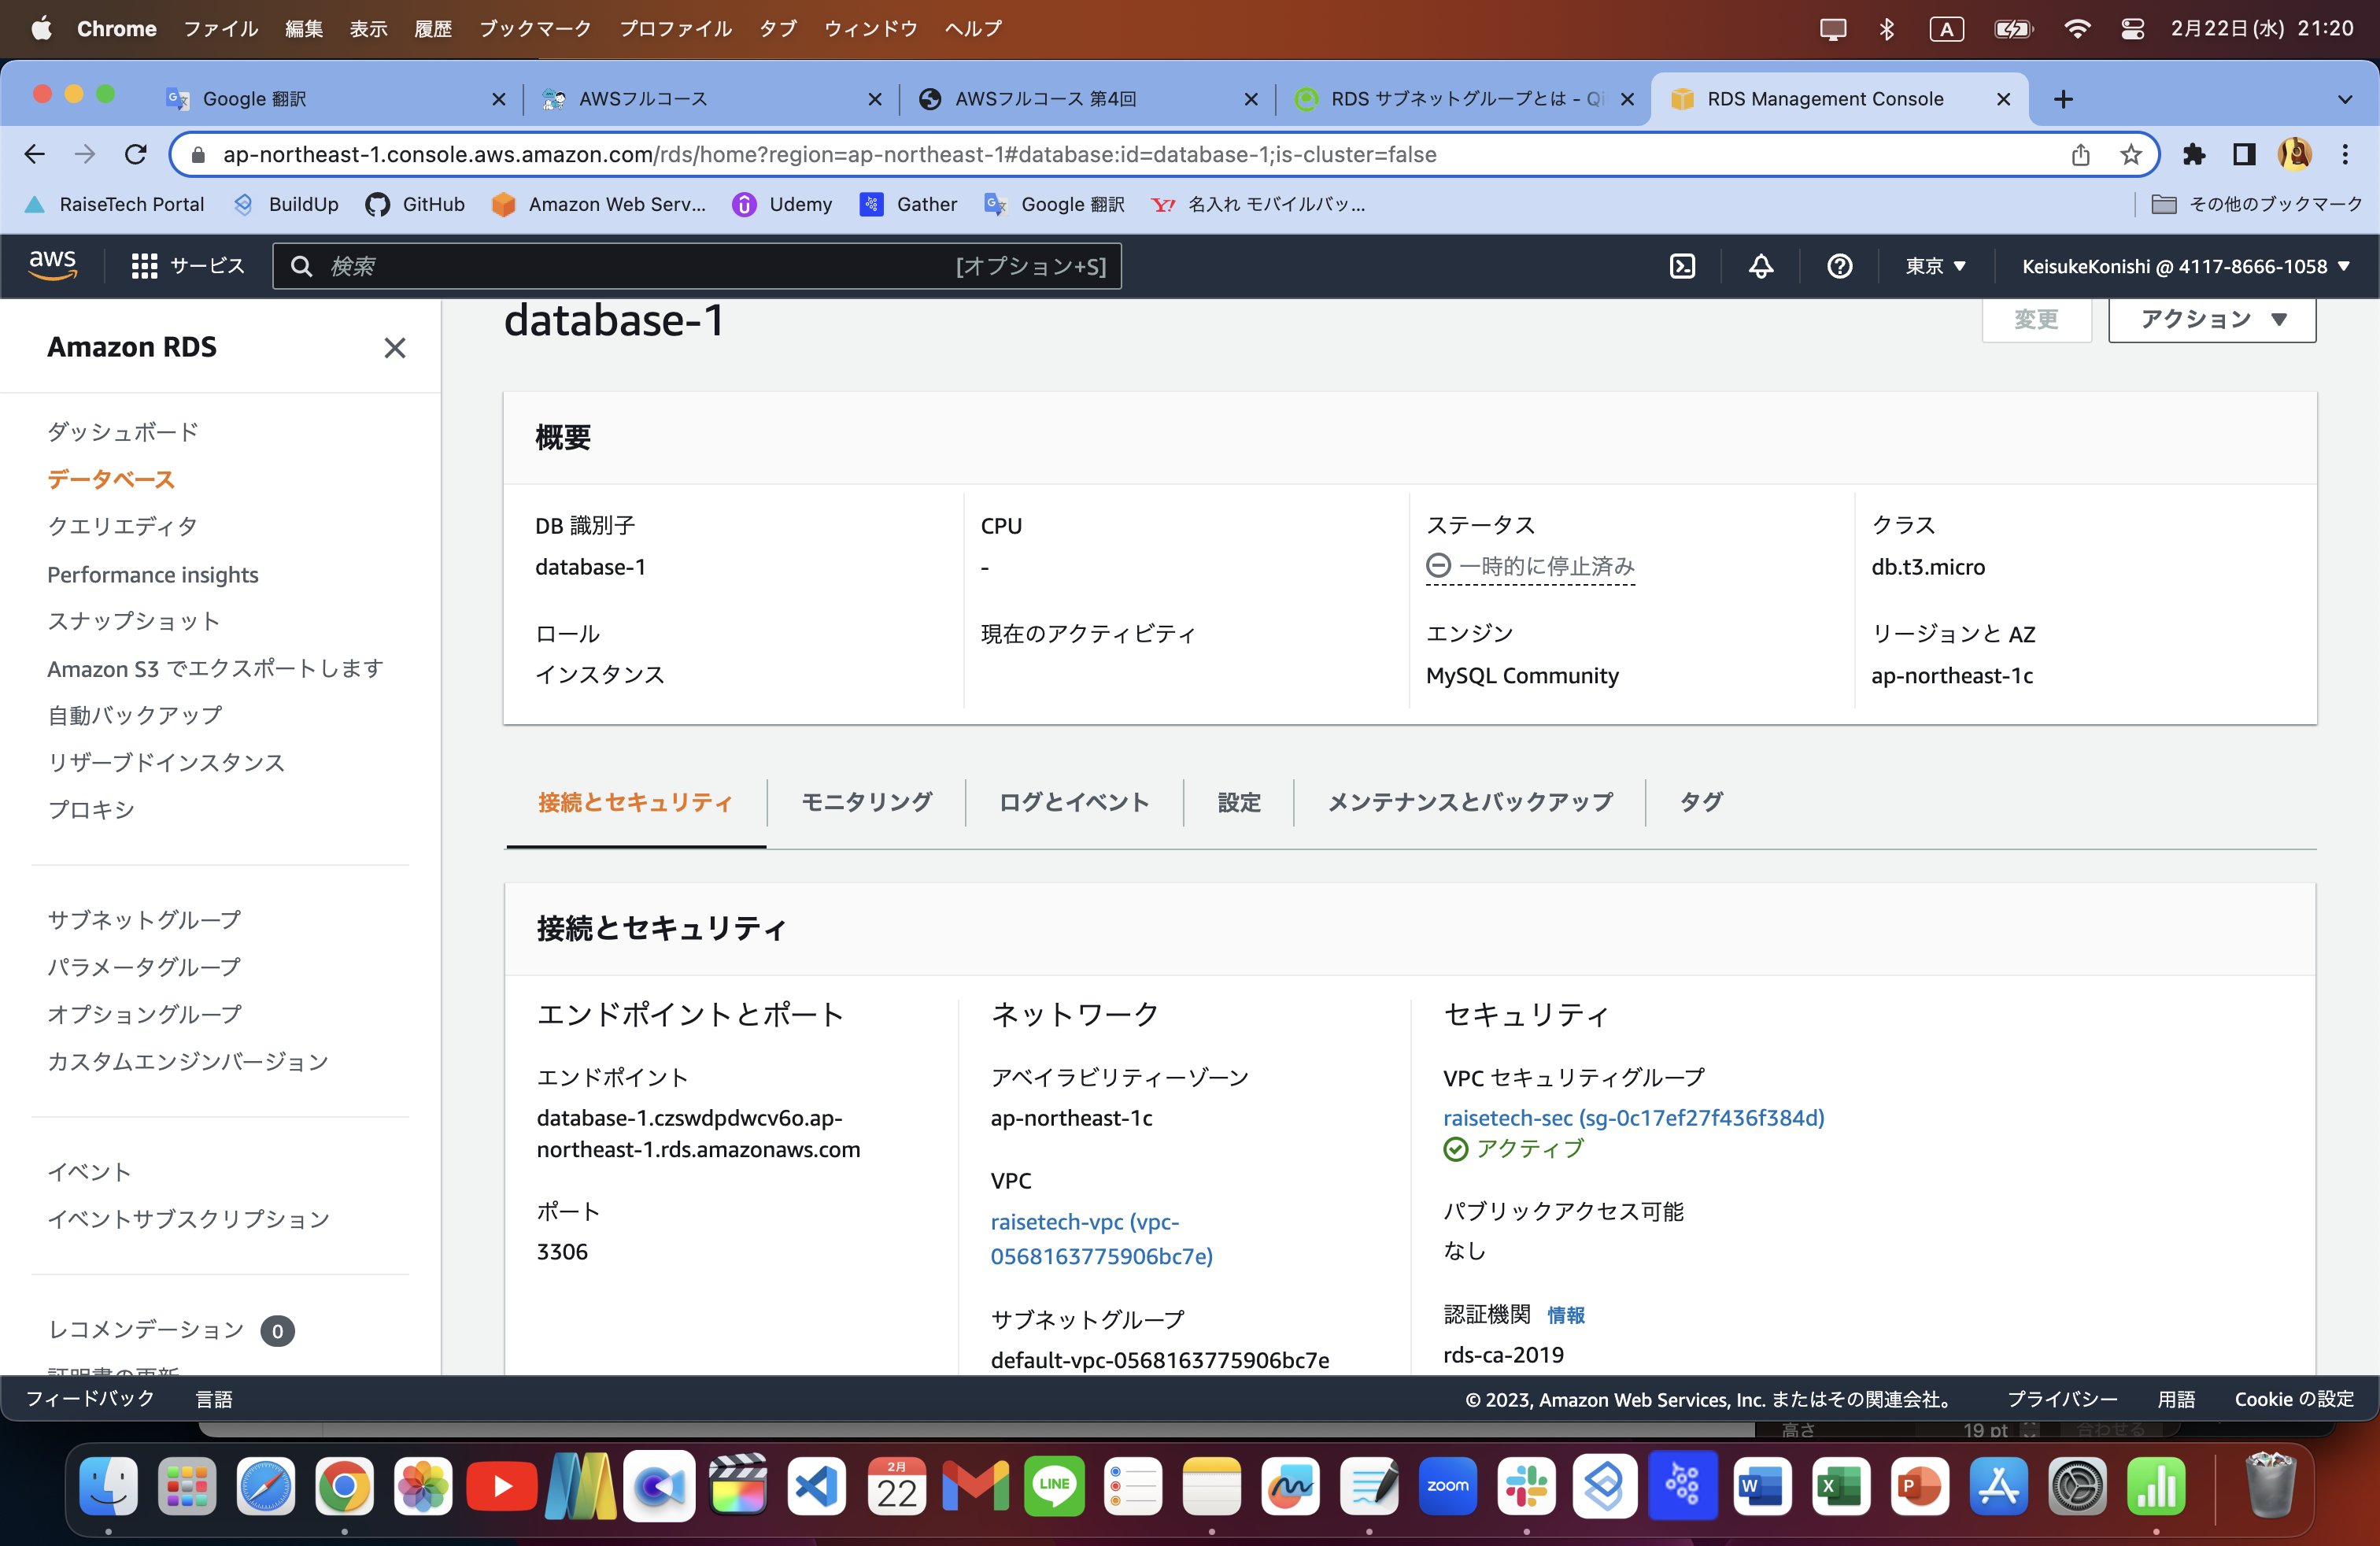 Chrome ファイル 編集 表示 履歴 ブックマーク プロファイル タブ ウィンドウ ヘルプ A 2月22日(水) 21:20
Google 翻訳 AWSフルコース AWSフルコース 第4回 RDS サブネットグループとは - Qi RDS Management Console
ap-northeast-1.console.aws.amazon.com/rds/home?region=ap-northeast-1#database:id=database-1;is-cluster=false
RaiseTech Portal BuildUp GitHub Amazon Web Serv... Udemy Gather Google 翻訳 Y! 名入れ モバイルバッ... その他のブックマーク
aws サービス 検索 [オプション+S] 東京 KeisukeKonishi @ 4117-8666-1058
Amazon RDS
ダッシュボード
データベース
クエリエディタ
Performance insights
スナップショット
Amazon S3 でエクスポートします
自動バックアップ
リザーブドインスタンス
プロキシ
サブネットグループ
パラメータグループ
オプショングループ
カスタムエンジンバージョン
イベント
イベントサブスクリプション
レコメンデーション 0
証明書の更新
database-1
変更 アクション
概要
DB 識別子
database-1
CPU
-
ステータス
一時的に停止済み
クラス
db.t3.micro
ロール
インスタンス
現在のアクティビティ
エンジン
MySQL Community
リージョンと AZ
ap-northeast-1c
接続とセキュリティ モニタリング ログとイベント 設定 メンテナンスとバックアップ タグ
接続とセキュリティ
エンドポイントとポート
エンドポイント
database-1.czswdpdwcv6o.ap-
northeast-1.rds.amazonaws.com
ポート
3306
ネットワーク
アベイラビリティーゾーン
ap-northeast-1c
VPC
raisetech-vpc (vpc-
0568163775906bc7e)
サブネットグループ
default-vpc-0568163775906bc7e
セキュリティ
VPC セキュリティグループ
raisetech-sec (sg-0c17ef27f436f384d)
アクティブ
パブリックアクセス可能
なし
認証機関 情報
rds-ca-2019
フィードバック 言語 © 2023, Amazon Web Services, Inc. またはその関連会社。 プライバシー 用語 Cookie の設定
高さ 19 pt 合わせる
2月
22
LINE
zoom
W
X
P